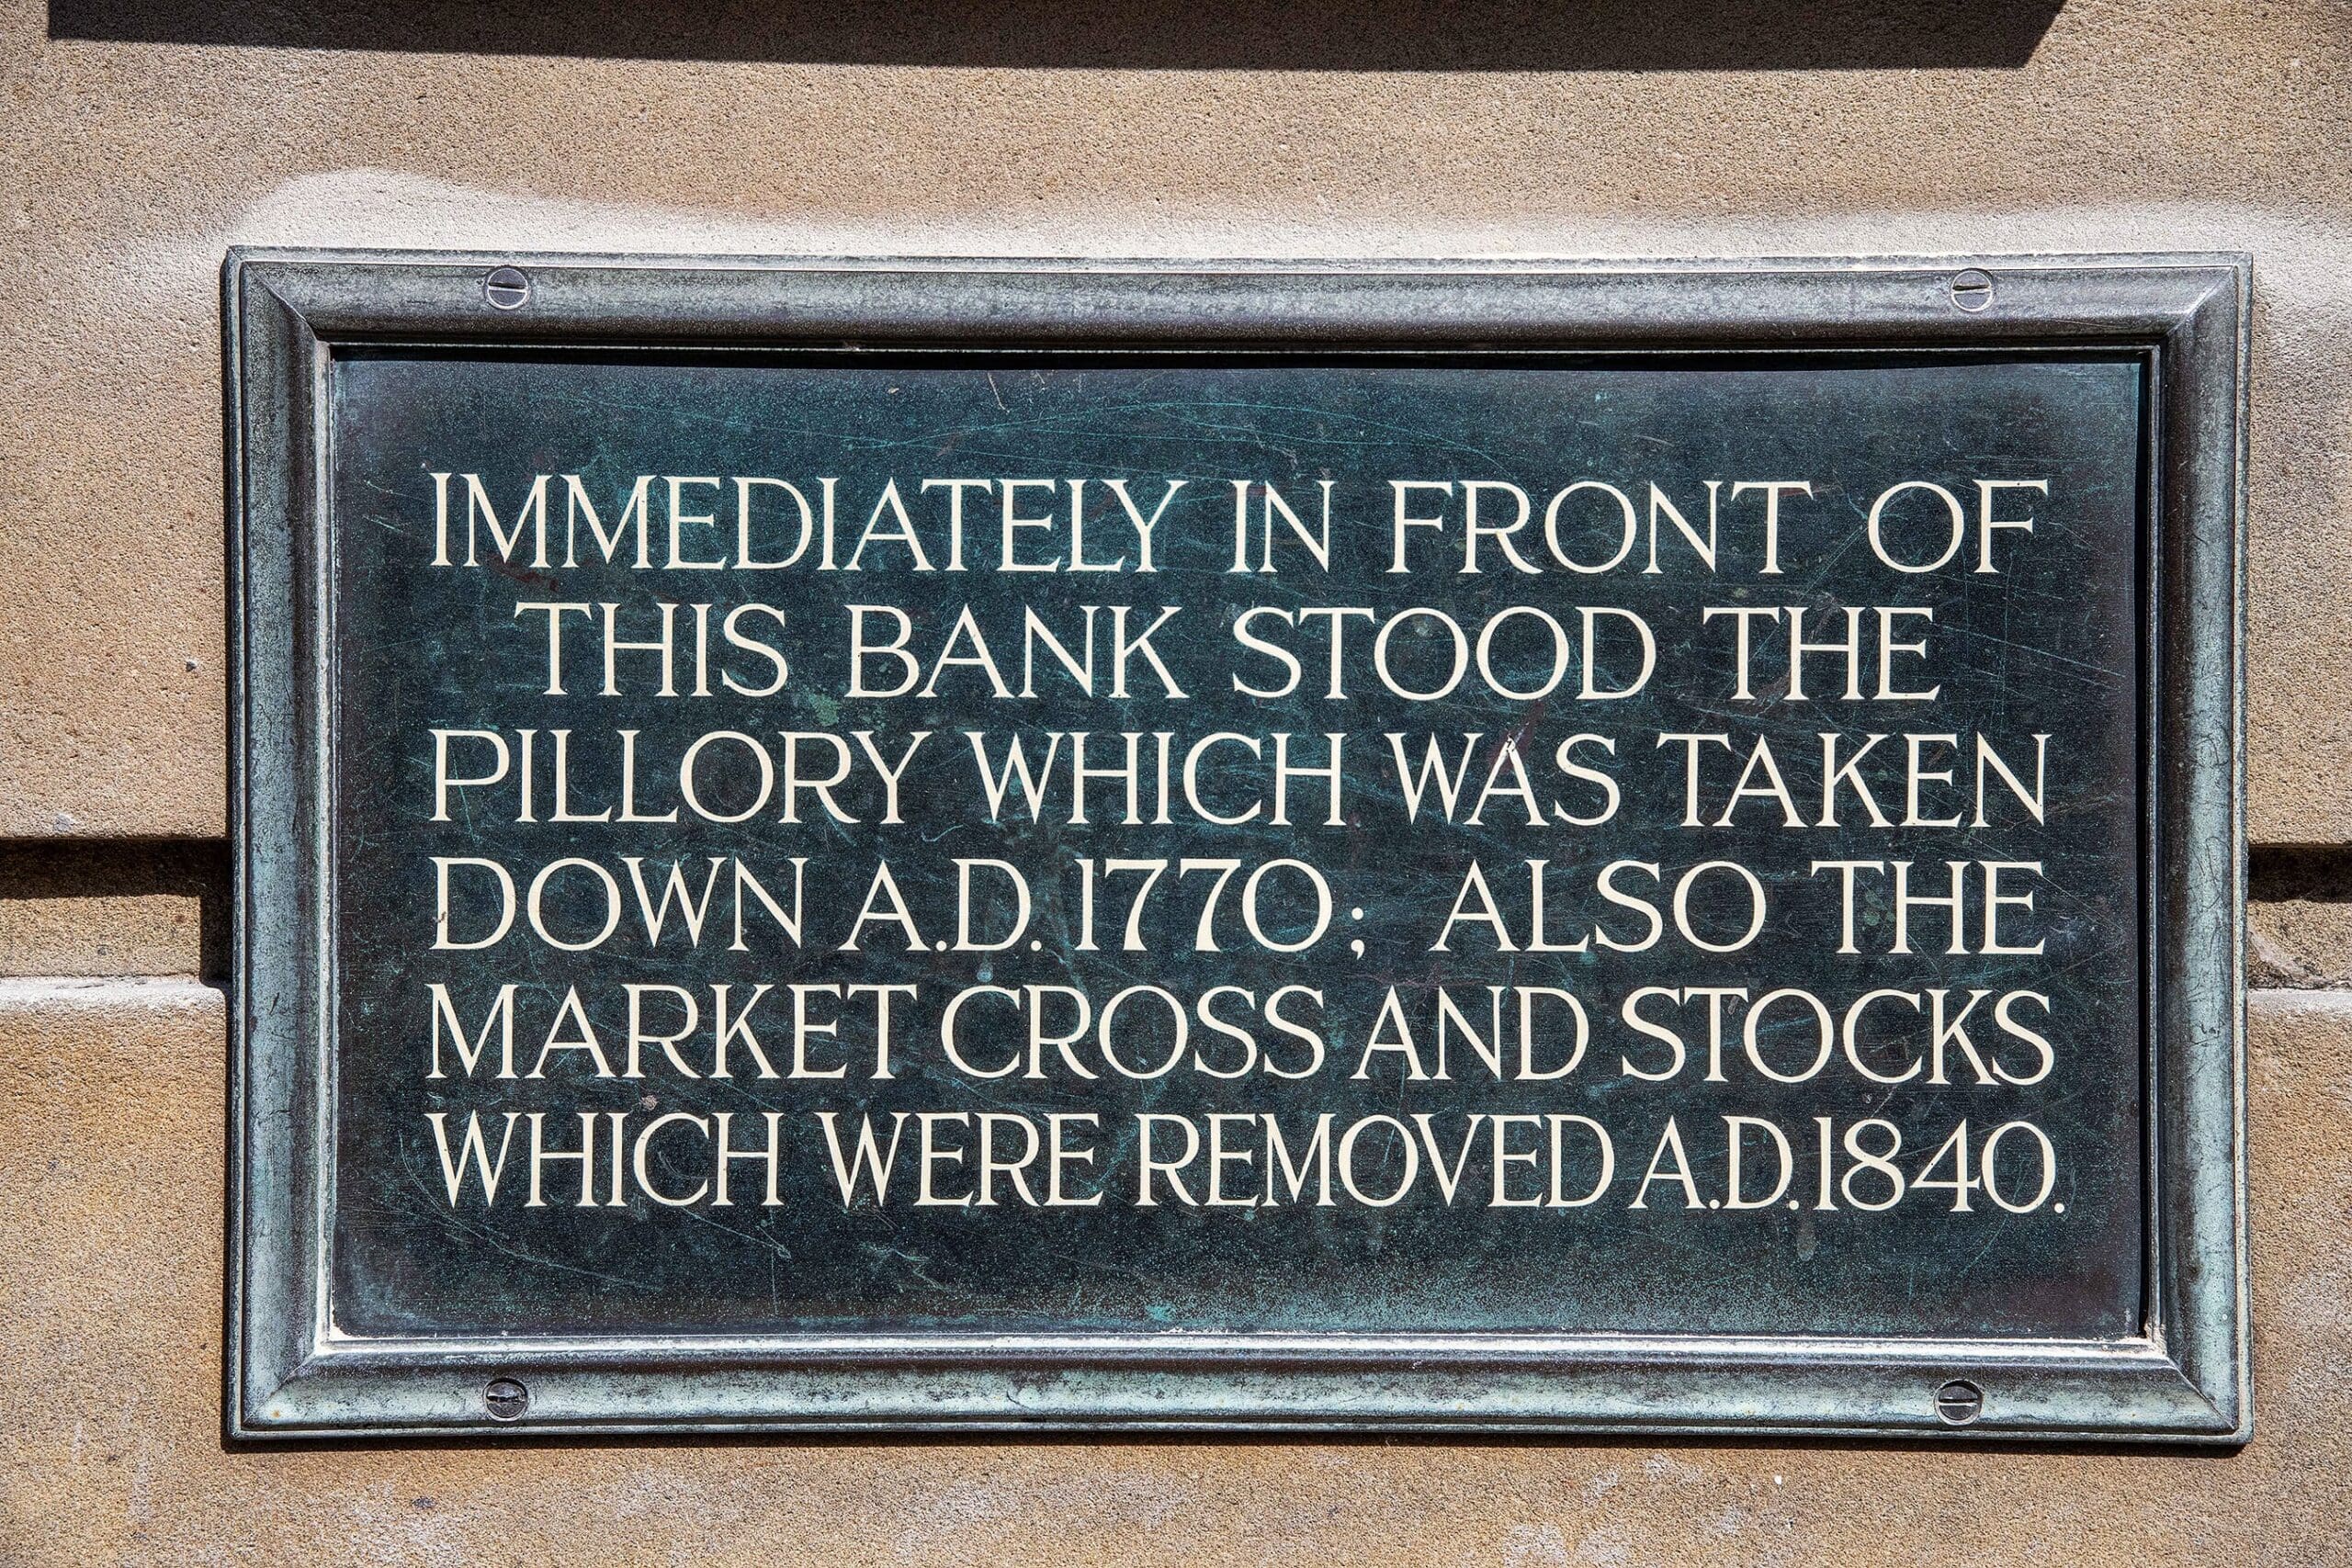 IMMEDIATELY IN FRONT OF
THIS BANK STOOD THE
PILLORY WHICH WAS TAKEN
DOWN A.D. 1770; ALSO THE
MARKET CROSS AND STOCKS
WHICH WERE REMOVED A.D. 1840.